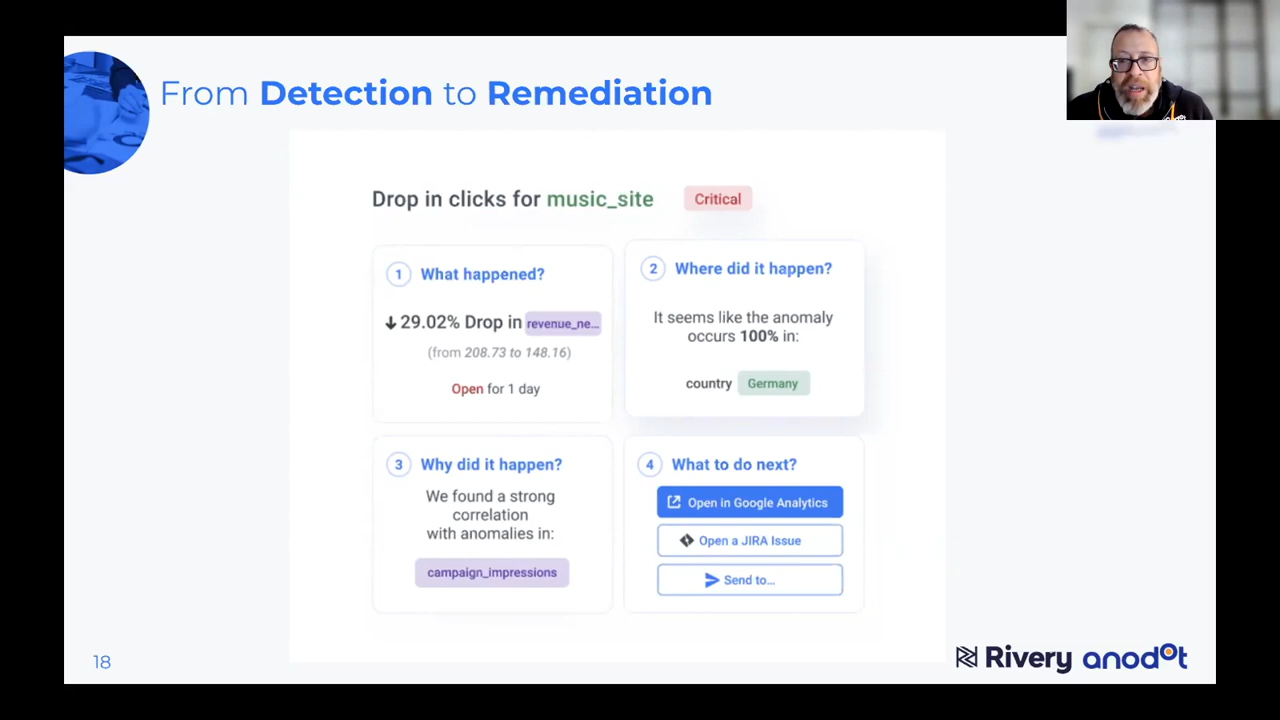 From Detection to Remediation
Drop in clicks for music_site
Critical
1 What happened?
29.02% Drop in revenue_ne...
(from 208.73 to 148.16)
Open for 1 day
2 Where did it happen?
It seems like the anomaly
occurs 100% in:
country Germany
3 Why did it happen?
We found a strong
correlation
with anomalies in:
campaign_impressions
4 What to do next?
Open in Google Analytics
Open a JIRA Issue
Send to...
18
Rivery anodot